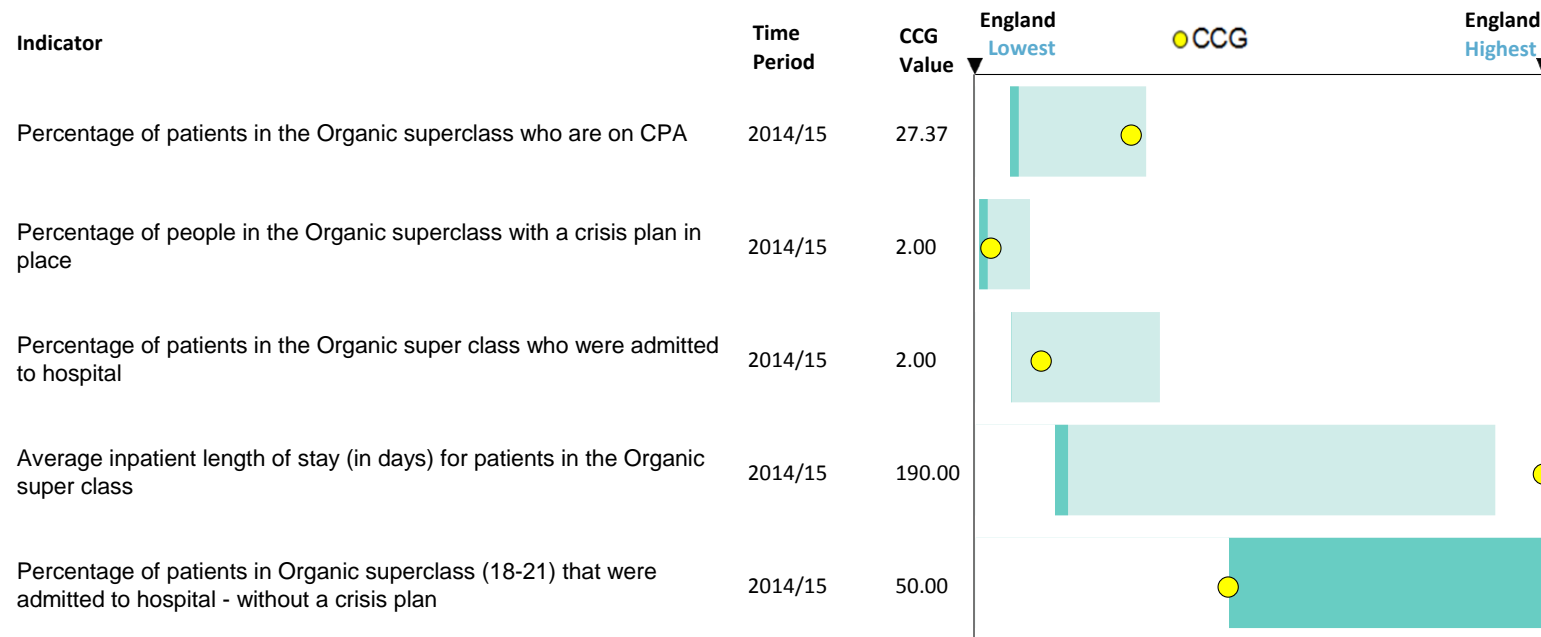 Indicator
Time
Period
CCG
Value
England
Lowest
CCG
England
Highest
Percentage of patients in the Organic superclass who are on CPA
2014/15
27.37
Percentage of people in the Organic superclass with a crisis plan in
place
2014/15
2.00
Percentage of patients in the Organic super class who were admitted
to hospital
2014/15
2.00
Average inpatient length of stay (in days) for patients in the Organic
super class
2014/15
190.00
Percentage of patients in Organic superclass (18-21) that were
admitted to hospital - without a crisis plan
2014/15
50.00